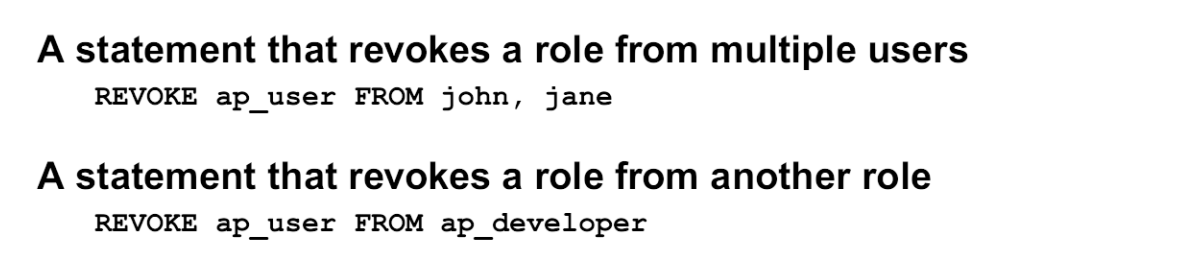 A statement that revokes a role from multiple users
REVOKE ap_user FROM john, jane
A statement that revokes a role from another role
REVOKE ap_user FROM ap_developer